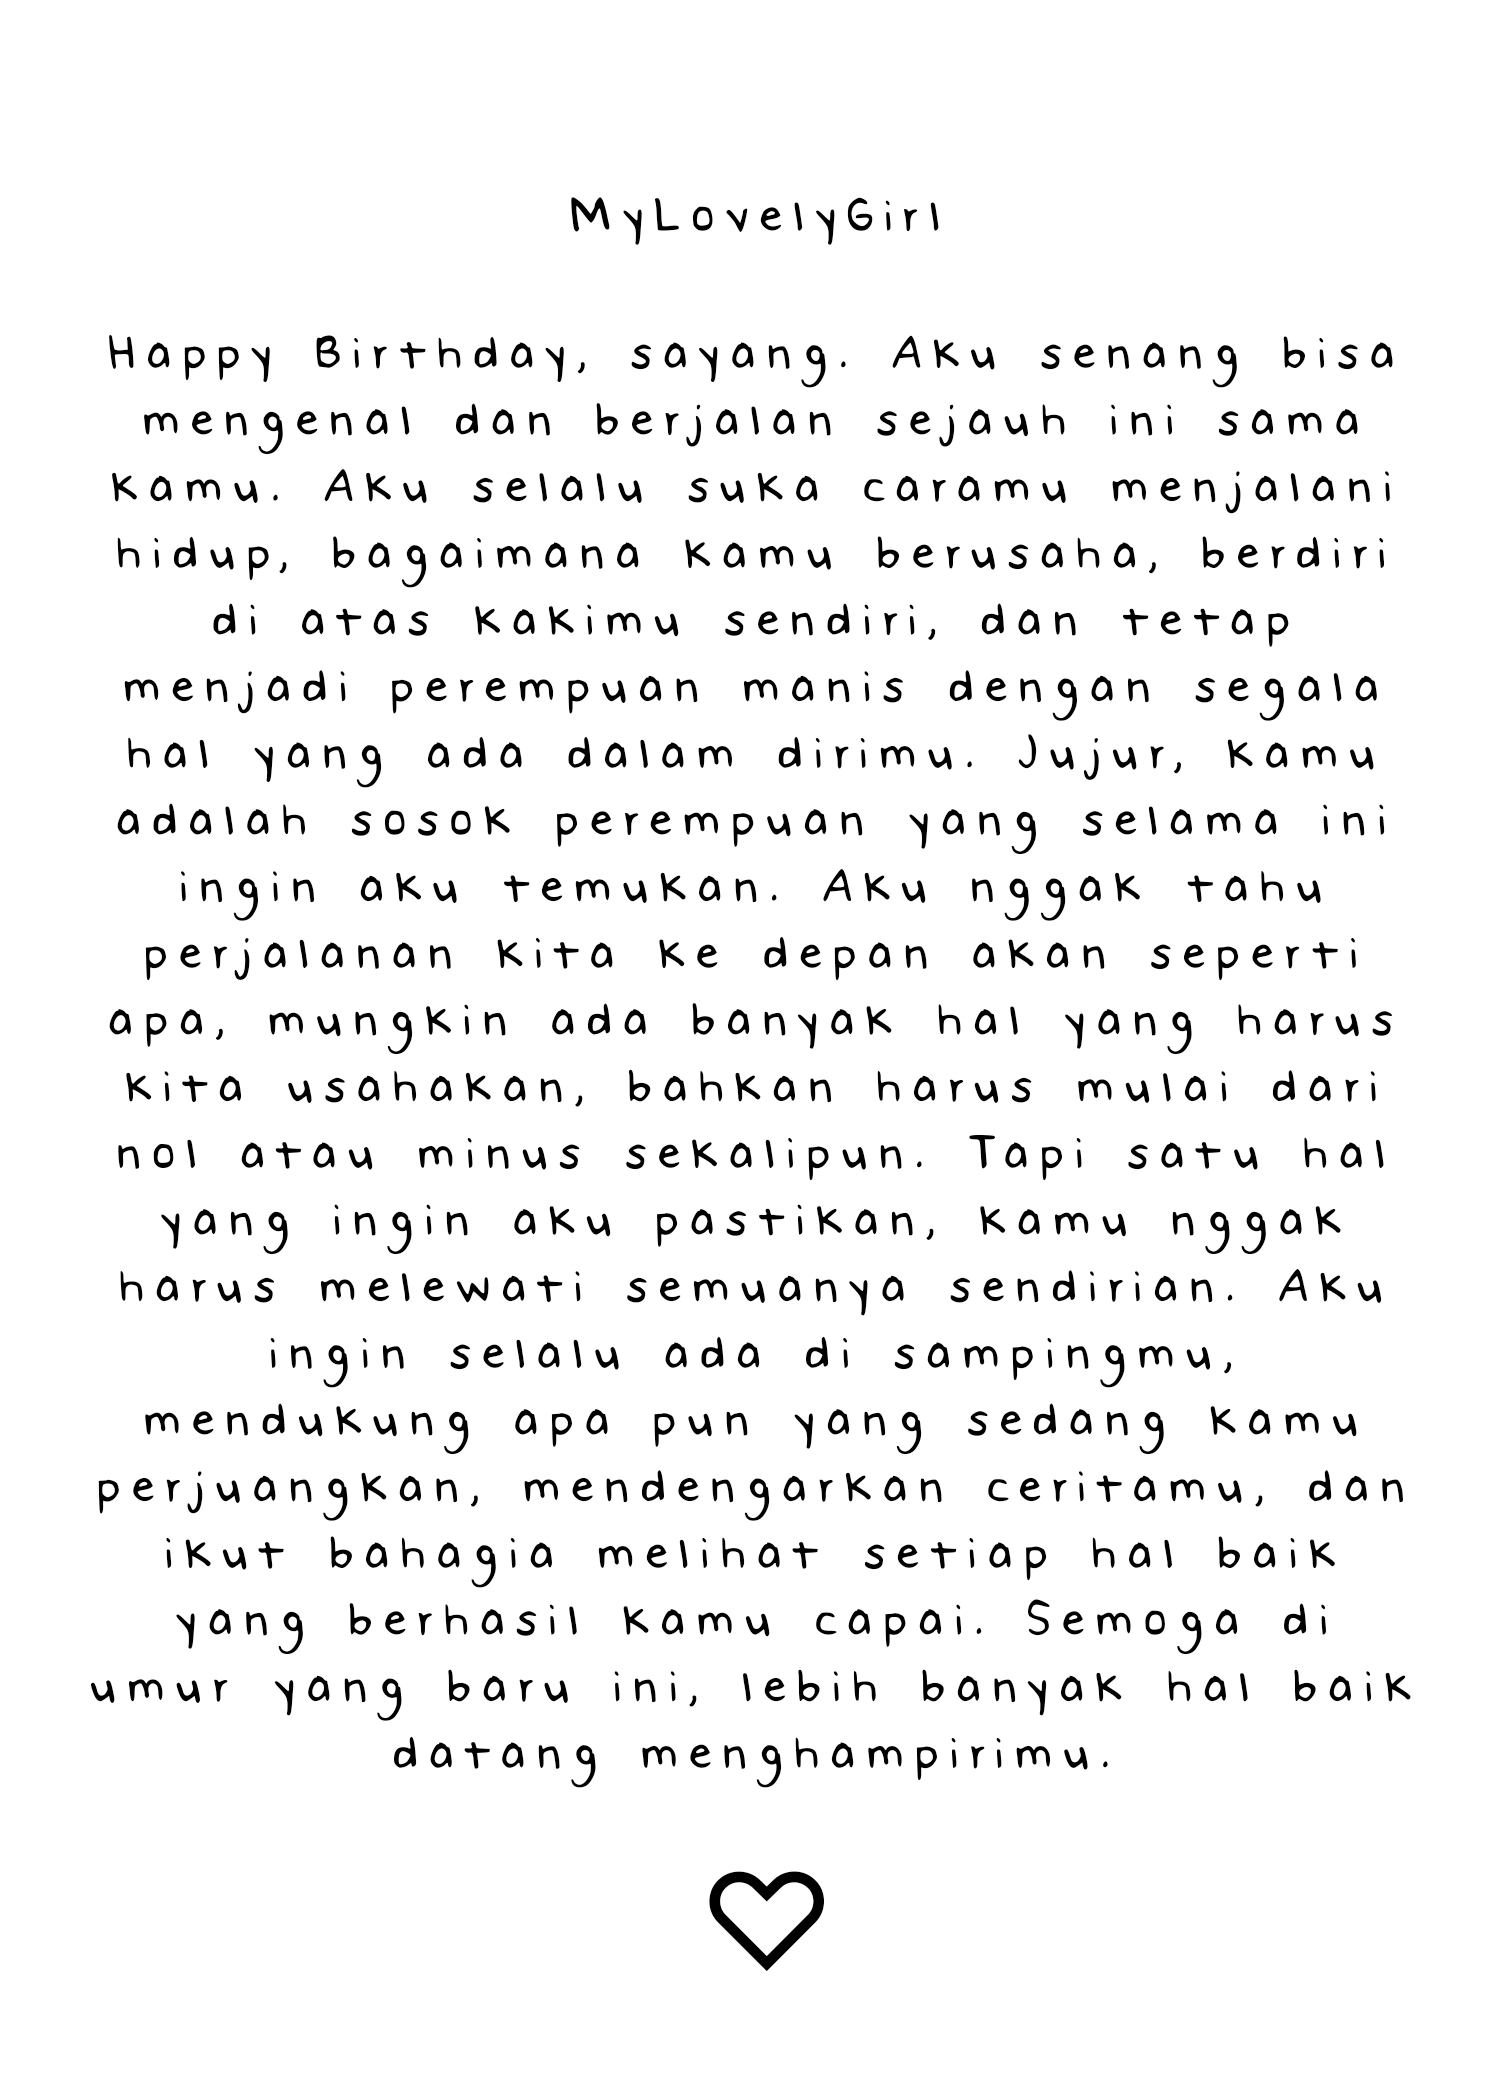 MyLovelyGirl
Happy Birthday, sayang. Aku senang bisa
mengenal dan berjalan sejauh ini sama
kamu. Aku selalu suka caramu menjalani
hidup, bagaimana kamu berusaha, berdiri
di atas kakimu sendiri, dan tetap
menjadi perempuan manis dengan segala
hal yang ada dalam dirimu. Jujur, kamu
adalah sosok perempuan yang selama ini
ingin aku temukan. Aku nggak tahu
perjalanan kita ke depan akan seperti
apa, mungkin ada banyak hal yang harus
kita usahakan, bahkan harus mulai dari
nol atau minus sekalipun. Tapi satu hal
yang ingin aku pastikan, kamu nggak
harus melewati semuanya sendirian. Aku
ingin selalu ada di sampingmu,
mendukung apa pun yang sedang kamu
perjuangkan, mendengarkan ceritamu, dan
ikut bahagia melihat setiap hal baik
yang berhasil kamu capai. Semoga di
umur yang baru ini, lebih banyak hal baik
datang menghampirimu.